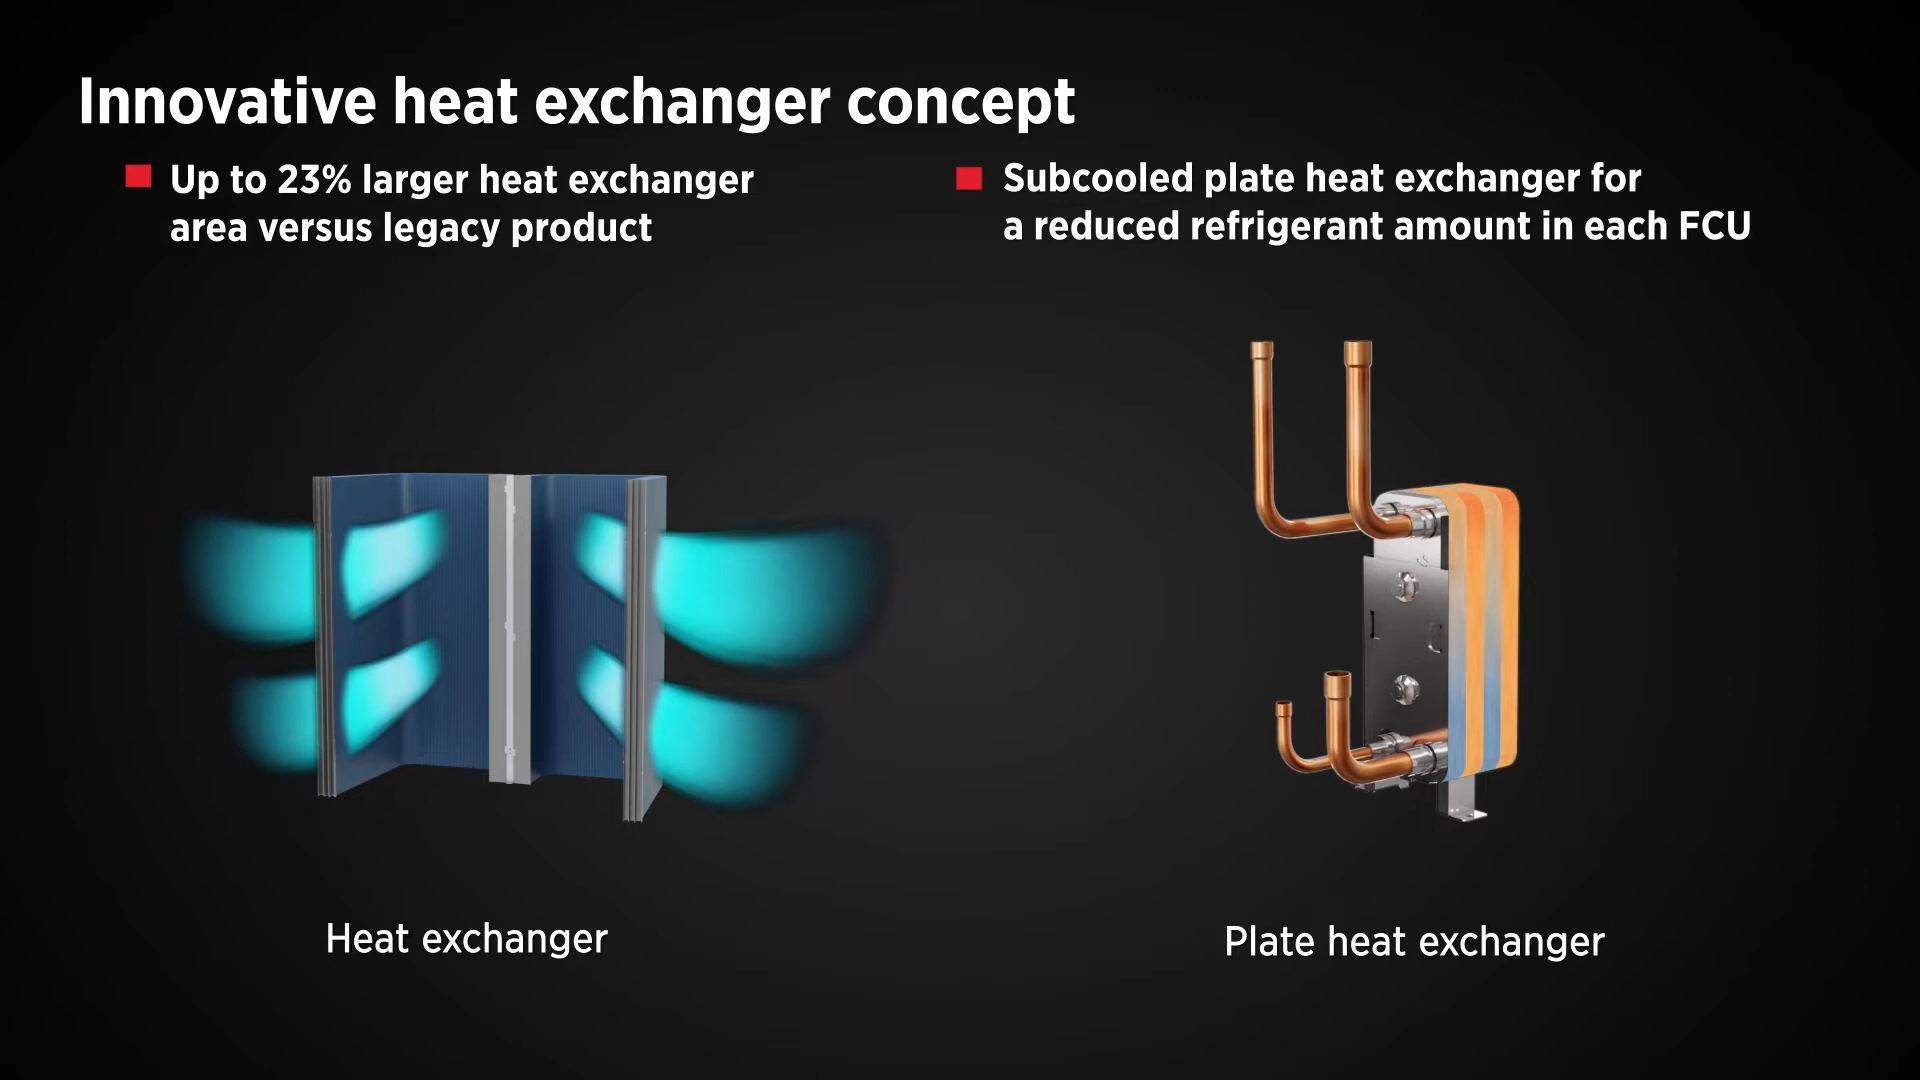 Innovative heat exchanger concept
Up to 23% larger heat exchanger
area versus legacy product
Subcooled plate heat exchanger for
a reduced refrigerant amount in each FCU
Heat exchanger
Plate heat exchanger